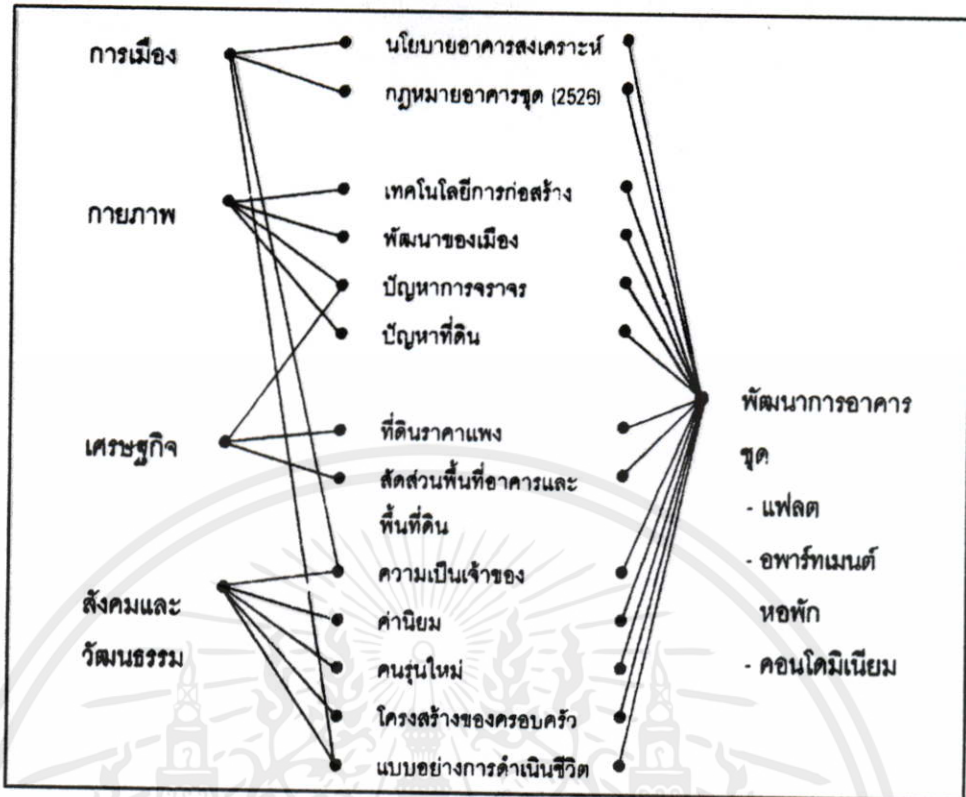 การเมือง
นโยบายอาคารสงเคราะห์
กฎหมายอาคารชุด (2526)
กายภาพ
เทคโนโลยีการก่อสร้าง
พัฒนาของเมือง
ปัญหาการจราจร
ปัญหาที่ดิน
เศรษฐกิจ
ที่ดินราคาแพง
สัดส่วนพื้นที่อาคารและ
พื้นที่ดิน
สังคมและ
วัฒนธรรม
ความเป็นเจ้าของ
ค่านิยม
คนรุ่นใหม่
โครงสร้างของครอบครัว
แบบอย่างการดำเนินชีวิต
พัฒนาการอาคาร
ชุด
- แฟลต
- อพาร์ทเมนต์
หอพัก
- คอนโดมิเนียม